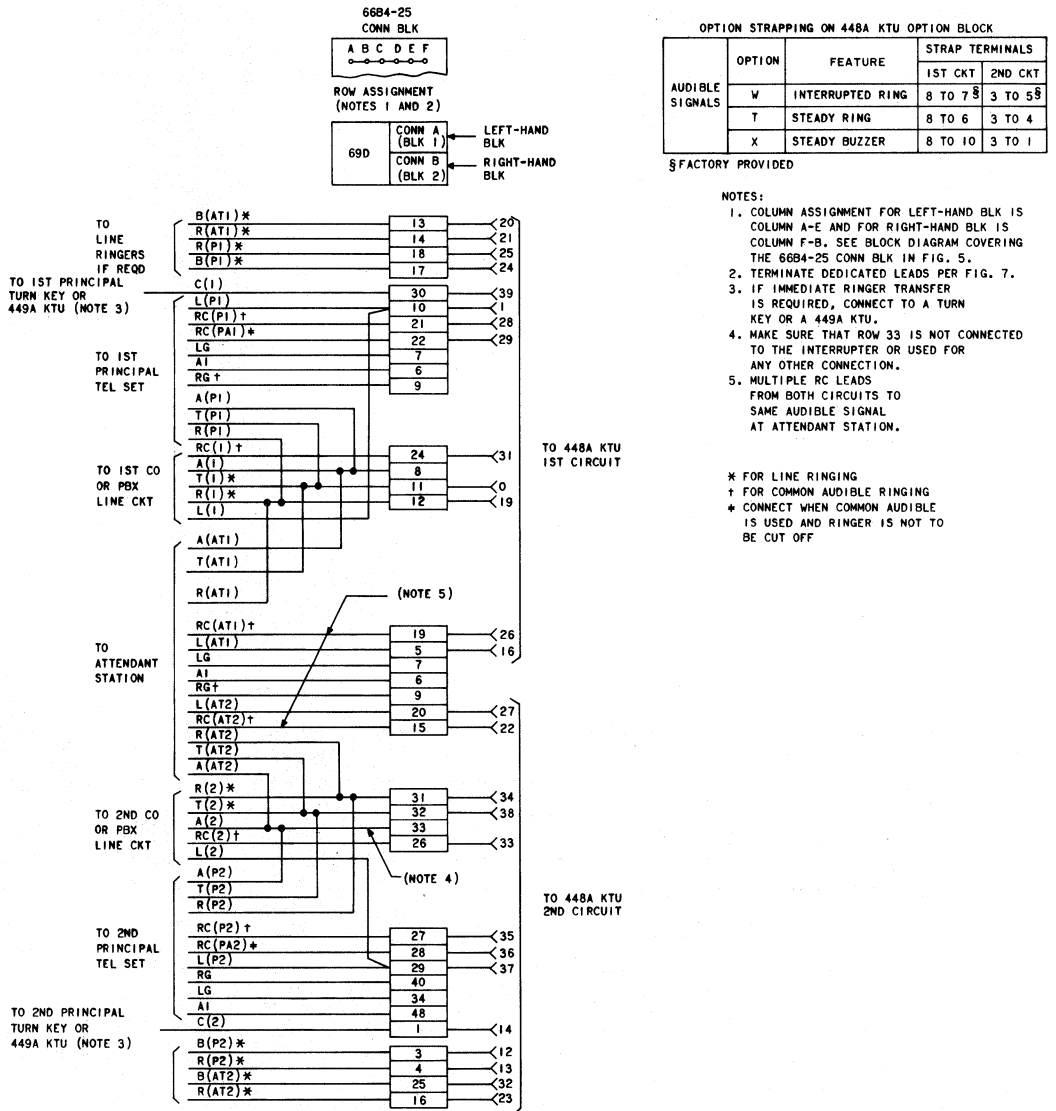 66B4-25
CONN BLK
A B C D E F
ROW ASSIGNMENT
(NOTES 1 AND 2)
69D
CONN A
(BLK 1)
LEFT-HAND
BLK
CONN B
(BLK 2)
RIGHT-HAND
BLK
OPTION STRAPPING ON 448A KTU OPTION BLOCK
OPTION FEATURE STRAP TERMINALS
1ST CKT 2ND CKT
AUDIBLE
SIGNALS
W INTERRUPTED RING 8 TO 7§ 3 TO 5§
T STEADY RING 8 TO 6 3 TO 4
X STEADY BUZZER 8 TO 10 3 TO 1
§ FACTORY PROVIDED
NOTES:
1. COLUMN ASSIGNMENT FOR LEFT-HAND BLK IS
COLUMN A-E AND FOR RIGHT-HAND BLK IS
COLUMN F-B. SEE BLOCK DIAGRAM COVERING
THE 66B4-25 CONN BLK IN FIG. 5.
2. TERMINATE DEDICATED LEADS PER FIG. 7.
3. IF IMMEDIATE RINGER TRANSFER
IS REQUIRED, CONNECT TO A TURN
KEY OR A 449A KTU.
4. MAKE SURE THAT ROW 33 IS NOT CONNECTED
TO THE INTERRUPTER OR USED FOR
ANY OTHER CONNECTION.
5. MULTIPLE RC LEADS
FROM BOTH CIRCUITS TO
SAME AUDIBLE SIGNAL
AT ATTENDANT STATION.
* FOR LINE RINGING
† FOR COMMON AUDIBLE RINGING
‡ CONNECT WHEN COMMON AUDIBLE
IS USED AND RINGER IS NOT TO
BE CUT OFF
TO
LINE
RINGERS
IF REQD
B(AT1)* 13 20
R(AT1)* 14 21
R(P1)* 18 25
B(P1)* 17 24
TO 1ST PRINCIPAL
TURN KEY OR
449A KTU (NOTE 3)
C(1) 30 39
L(P1) 10 1
RC(P1)† 21 28
RC(PA1)‡ 22 29
LG 7
A1 6
RG† 9
TO 1ST
PRINCIPAL
TEL SET
A(P1)
T(P1)
R(P1)
TO 1ST CO
OR PBX
LINE CKT
RC(1)† 24 31
A(1) 8
T(1)* 11 0
R(1)* 12 19
L(1)
TO 448A KTU
1ST CIRCUIT
A(AT1)
T(AT1)
R(AT1)
(NOTE 5)
TO
ATTENDANT
STATION
RC(AT1)† 19 26
L(AT1) 5 16
LG 7
A1 6
RG† 9
L(AT2) 20 27
RC(AT2)† 15 22
R(AT2)
T(AT2)
A(AT2)
TO 2ND CO
OR PBX
LINE CKT
R(2)* 31 34
T(2)* 32 38
A(2) 33
RC(2)† 26 33
L(2)
(NOTE 4)
A(P2)
T(P2)
R(P2)
TO 448A KTU
2ND CIRCUIT
TO 2ND
PRINCIPAL
TEL SET
RC(P2)† 27 35
RC(PA2)‡ 28 36
L(P2) 29 37
RG 40
LG 34
A1 48
TO 2ND PRINCIPAL
TURN KEY OR
449A KTU (NOTE 3)
C(2) 1 14
B(P2)* 3 12
R(P2)* 4 13
B(AT2)* 25 32
R(AT2)* 16 23